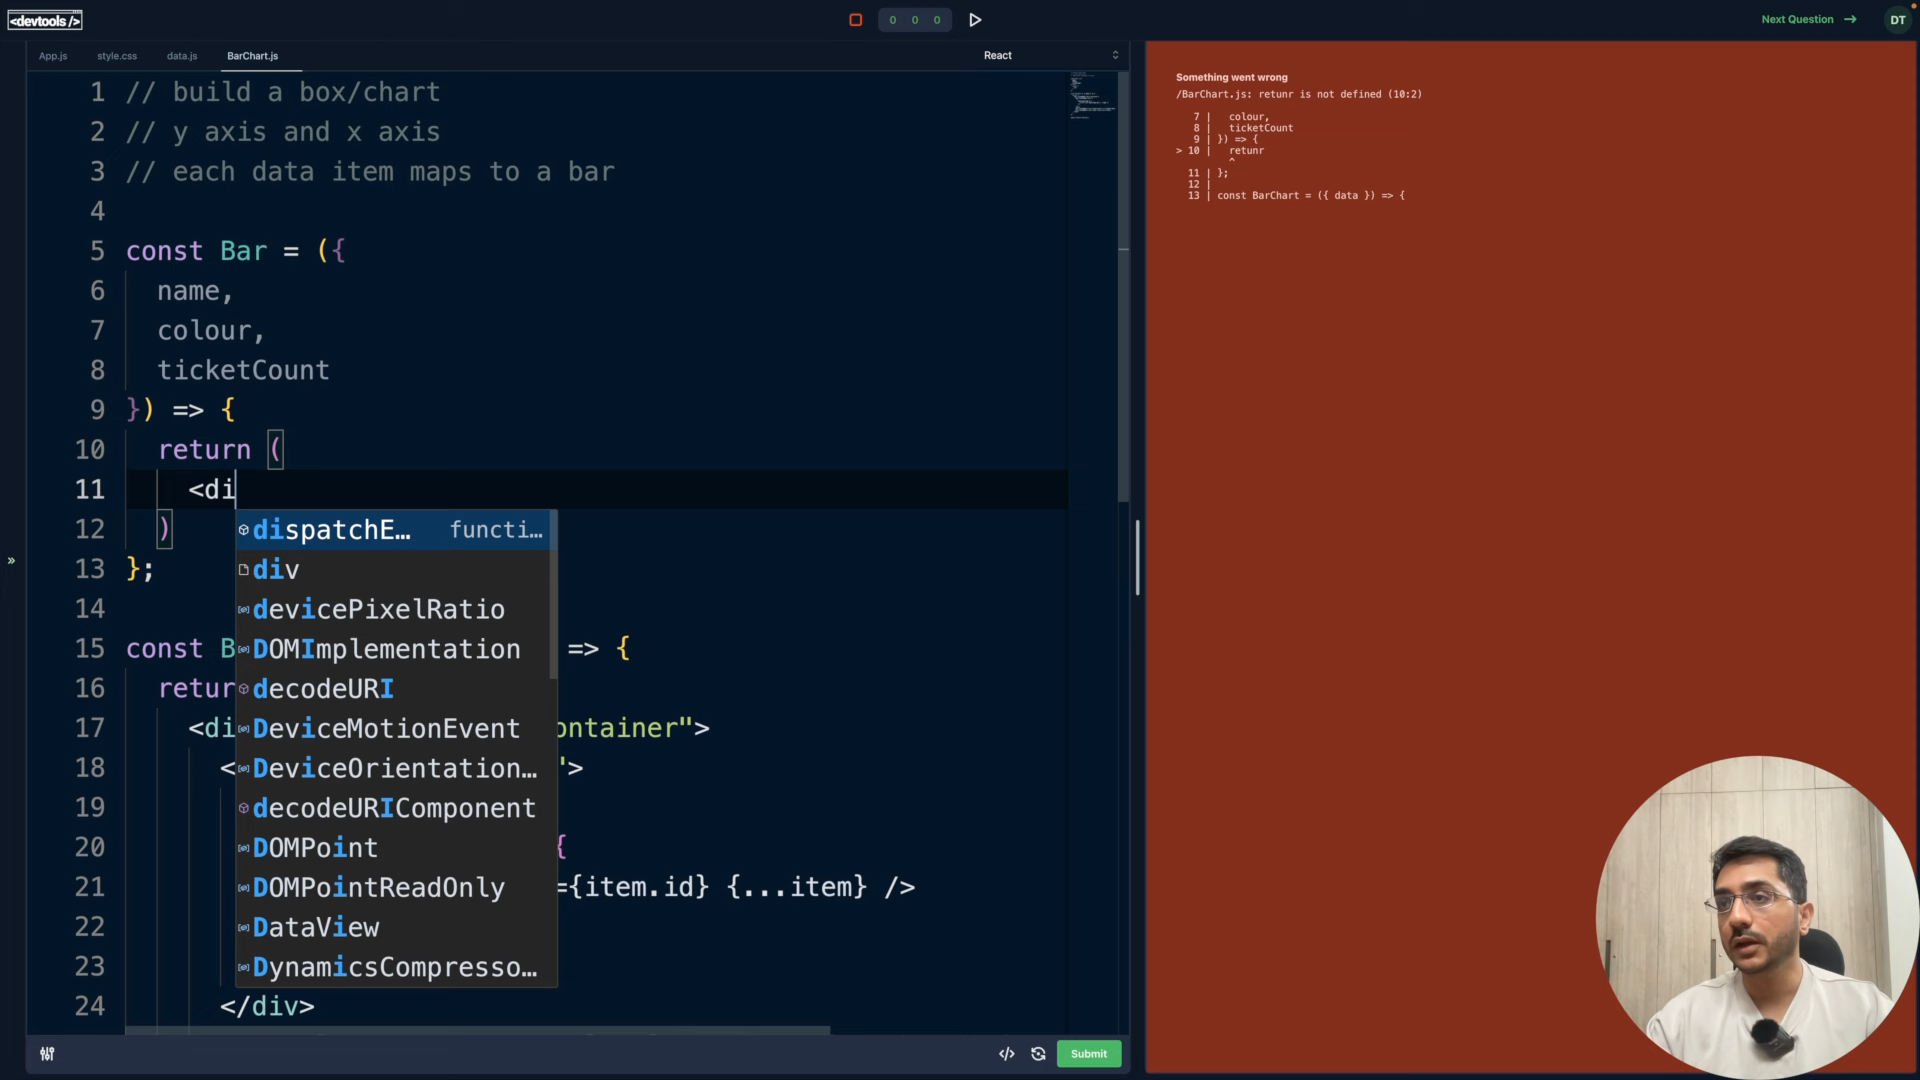 <devtools />
0 0 0
Next Question
DT
App.js
style.css
data.js
BarChart.js
React
1 // build a box/chart
2 // y axis and x axis
3 // each data item maps to a bar
4
5 const Bar = ({
6 name,
7 colour,
8 ticketCount
9 }) => {
10 return (
11 <di
12 )
13 };
14
15 const B => {
16 retur
17 <di ontainer">
18 < ">
19
20 {
21 ={item.id} {...item} />
22
23
24 </div>
dispatchE… functi…
div
devicePixelRatio
DOMImplementation
decodeURI
DeviceMotionEvent
DeviceOrientation…
decodeURIComponent
DOMPoint
DOMPointReadOnly
DataView
DynamicsCompresso…
Submit
Something went wrong
/BarChart.js: retunr is not defined (10:2)
7 | colour,
8 | ticketCount
9 | }) => {
> 10 | retunr
^
11 | };
12 |
13 | const BarChart = ({ data }) => {